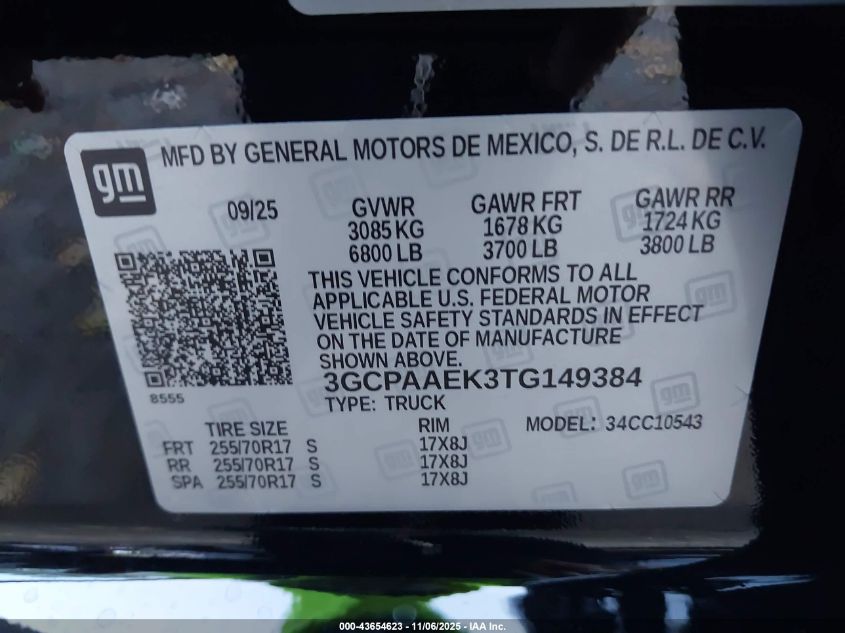 gm
MFD BY GENERAL MOTORS DE MEXICO, S. DE R.L. DE C.V.
09/25 GVWR GAWR FRT GAWR RR
3085 KG 1678 KG 1724 KG
6800 LB 3700 LB 3800 LB
THIS VEHICLE CONFORMS TO ALL
APPLICABLE U.S. FEDERAL MOTOR
VEHICLE SAFETY STANDARDS IN EFFECT
ON THE DATE OF MANUFACTURE
SHOWN ABOVE.
3GCPAAEK3TG149384
8555
TYPE: TRUCK
TIRE SIZE RIM MODEL: 34CC10543
FRT 255/70R17 S 17X8J
RR 255/70R17 S 17X8J
SPA 255/70R17 S 17X8J
000-43654623 - 11/06/2025 - © IAA Inc.